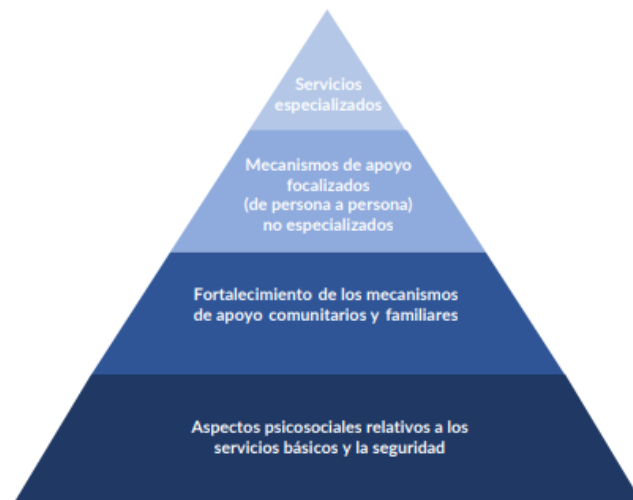 Servicios
especializados
Mecanismos de apoyo
focalizados
(de persona a persona)
no especializados
Fortalecimiento de los mecanismos
de apoyo comunitarios y familiares
Aspectos psicosociales relativos a los
servicios básicos y la seguridad